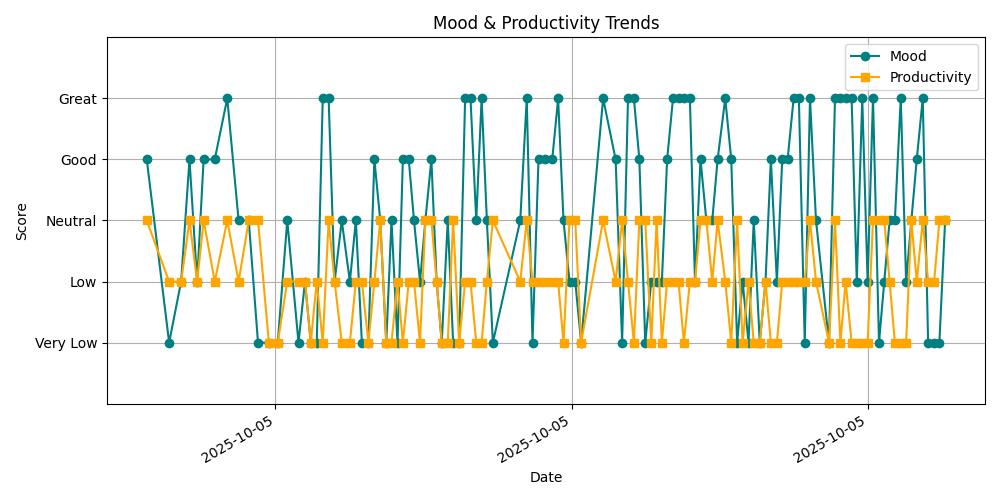 Mood & Productivity Trends
Mood
Productivity
Great
Good
Neutral
Low
Very Low
Score
2025-10-05
2025-10-05
2025-10-05
Date